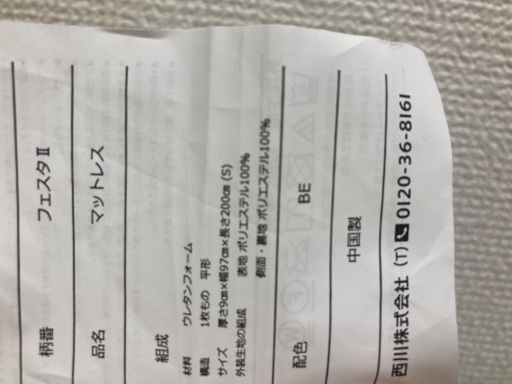 柄番 フェスタⅡ
品名 マットレス
組成
材料 ウレタンフォーム
構造 1枚もの 平形
サイズ 厚さ9cm×幅97cm×長さ200cm(S)
外装生地の組成 表地 ポリエステル100%
側面・裏地 ポリエステル100%
配色 BE
中国製
西川株式会社(T) 0120-36-8161